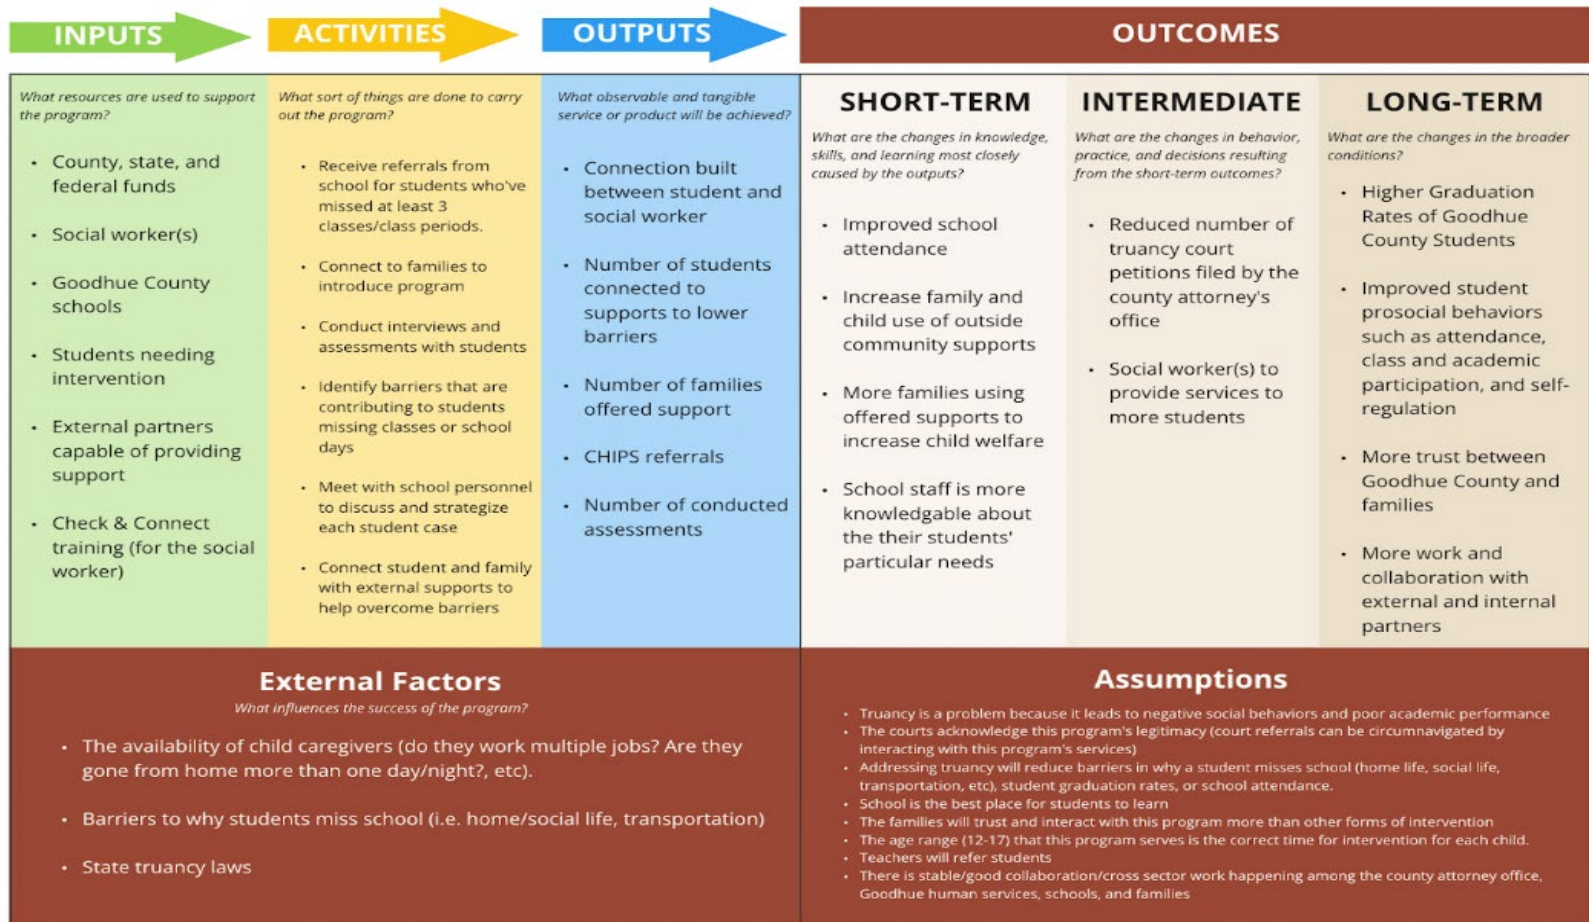 INPUTS
ACTIVITIES
OUTPUTS
OUTCOMES
What resources are used to support
the program?
• County, state, and
federal funds
• Social worker(s)
• Goodhue County
schools
• Students needing
intervention
• External partners
capable of providing
support
• Check & Connect
training (for the social
worker)
What sort of things are done to carry
out the program?
• Receive referrals from
school for students who've
missed at least 3
classes/class periods.
• Connect to families to
introduce program
• Conduct interviews and
assessments with students
• Identify barriers that are
contributing to students
missing classes or school
days
• Meet with school personnel
to discuss and strategize
each student case
• Connect student and family
with external supports to
help overcome barriers
What observable and tangible
service or product will be achieved?
• Connection built
between student and
social worker
• Number of students
connected to
supports to lower
barriers
• Number of families
offered support
• CHIPS referrals
• Number of conducted
assessments
SHORT-TERM
What are the changes in knowledge,
skills, and learning most closely
caused by the outputs?
• Improved school
attendance
• Increase family and
child use of outside
community supports
• More families using
offered supports to
increase child welfare
• School staff is more
knowledgable about
the their students'
particular needs
INTERMEDIATE
What are the changes in behavior,
practice, and decisions resulting
from the short-term outcomes?
• Reduced number of
truancy court
petitions filed by the
county attorney's
office
• Social worker(s) to
provide services to
more students
LONG-TERM
What are the changes in the broader
conditions?
• Higher Graduation
Rates of Goodhue
County Students
• Improved student
prosocial behaviors
such as attendance,
class and academic
participation, and self-
regulation
• More trust between
Goodhue County and
families
• More work and
collaboration with
external and internal
partners
External Factors
What influences the success of the program?
• The availability of child caregivers (do they work multiple jobs? Are they
gone from home more than one day/night?, etc).
• Barriers to why students miss school (i.e. home/social life, transportation)
• State truancy laws
Assumptions
• Truancy is a problem because it leads to negative social behaviors and poor academic performance
• The courts acknowledge this program's legitimacy (court referrals can be circumnavigated by
interacting with this program's services)
• Addressing truancy will reduce barriers in why a student misses school (home life, social life,
transportation, etc), student graduation rates, or school attendance.
• School is the best place for students to learn
• The families will trust and interact with this program more than other forms of intervention
• The age range (12-17) that this program serves is the correct time for intervention for each child.
• Teachers will refer students
• There is stable/good collaboration/cross sector work happening among the county attorney office,
Goodhue human services, schools, and families